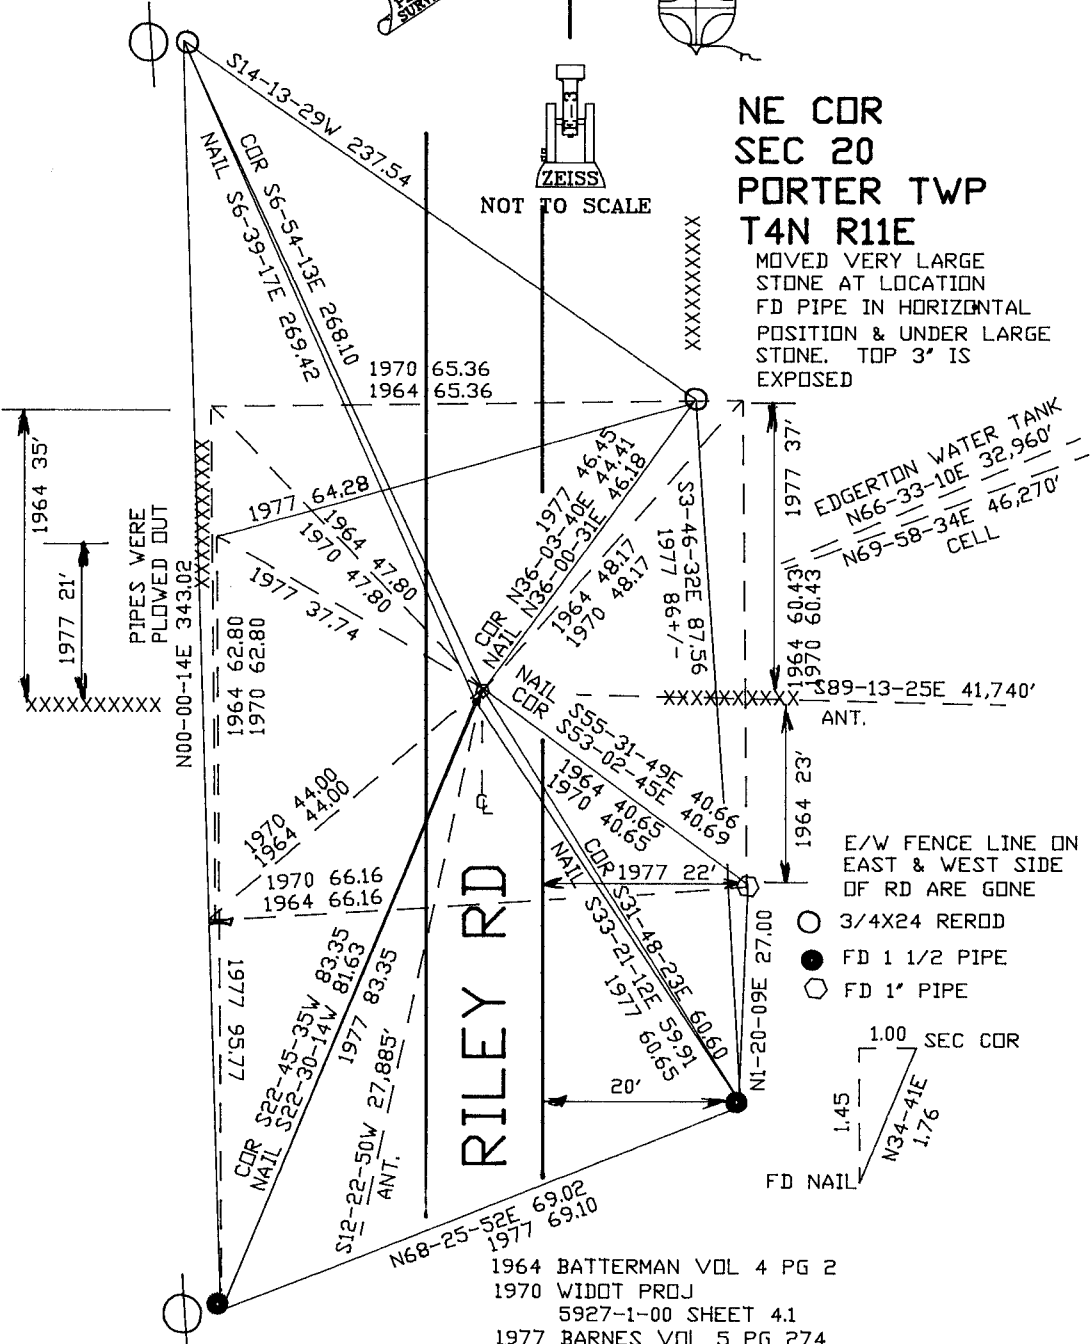 SURV
S14-13-29W 237.54
NE COR
SEC 20
PORTER TWP
T4N R11E
ZEISS
NOT TO SCALE
MOVED VERY LARGE
STONE AT LOCATION
FD PIPE IN HORIZONTAL
POSITION & UNDER LARGE
STONE. TOP 3" IS
EXPOSED
COR S6-54-13E 268.10
NAIL S6-39-17E 269.42
1970 65.36
1964 65.36
XXXXXXXXXX
1964 35'
1977 21'
PIPES WERE
PLOWED OUT
XXXXXXXXXXX
N00-00-14E 343.02
1977 64.28
1964 47.80
1970 47.80
1977 37.74
1964 62.80
1970 62.80
1977 46.45
COR N36-03-40E 44.41
NAIL N36-00-31E 46.18
1964 48.17
1970 48.17
S3-46-32E 87.56
1977 86+/-
1977 37'
1964 60.43
1970 60.43
EDGERTON WATER TANK
N66-33-10E 32,960'
N69-58-34E 46,270'
CELL
XXXXXXXXXX
XXXXXXXXXX
S89-13-25E 41,740'
ANT.
NAIL S55-31-49E 40.66
COR S53-02-45E 40.69
1964 40.65
1970 40.65
1964 23'
CL
1970 44.00
1964 44.00
1970 66.16
1964 66.16
1977 22'
E/W FENCE LINE ON
EAST & WEST SIDE
OF RD ARE GONE
3/4X24 REROD
FD 1 1/2 PIPE
FD 1" PIPE
COR S31-48-23E 60.60
NAIL S33-21-12E 59.91
1977 60.65
N1-20-09E 27.00
1977 95.77
COR S22-45-35W 83.35
NAIL S22-30-14W 81.63
1977 83.35
S12-22-50W 27,885'
ANT.
RILEY RD
20'
1.00 SEC COR
1.45
N34-41E
1.76
FD NAIL
N68-25-52E 69.02
1977 69.10
1964 BATTERMAN VOL 4 PG 2
1970 WIDOT PROJ
5927-1-00 SHEET 4.1
1977 BARNES VOL 5 PG 274